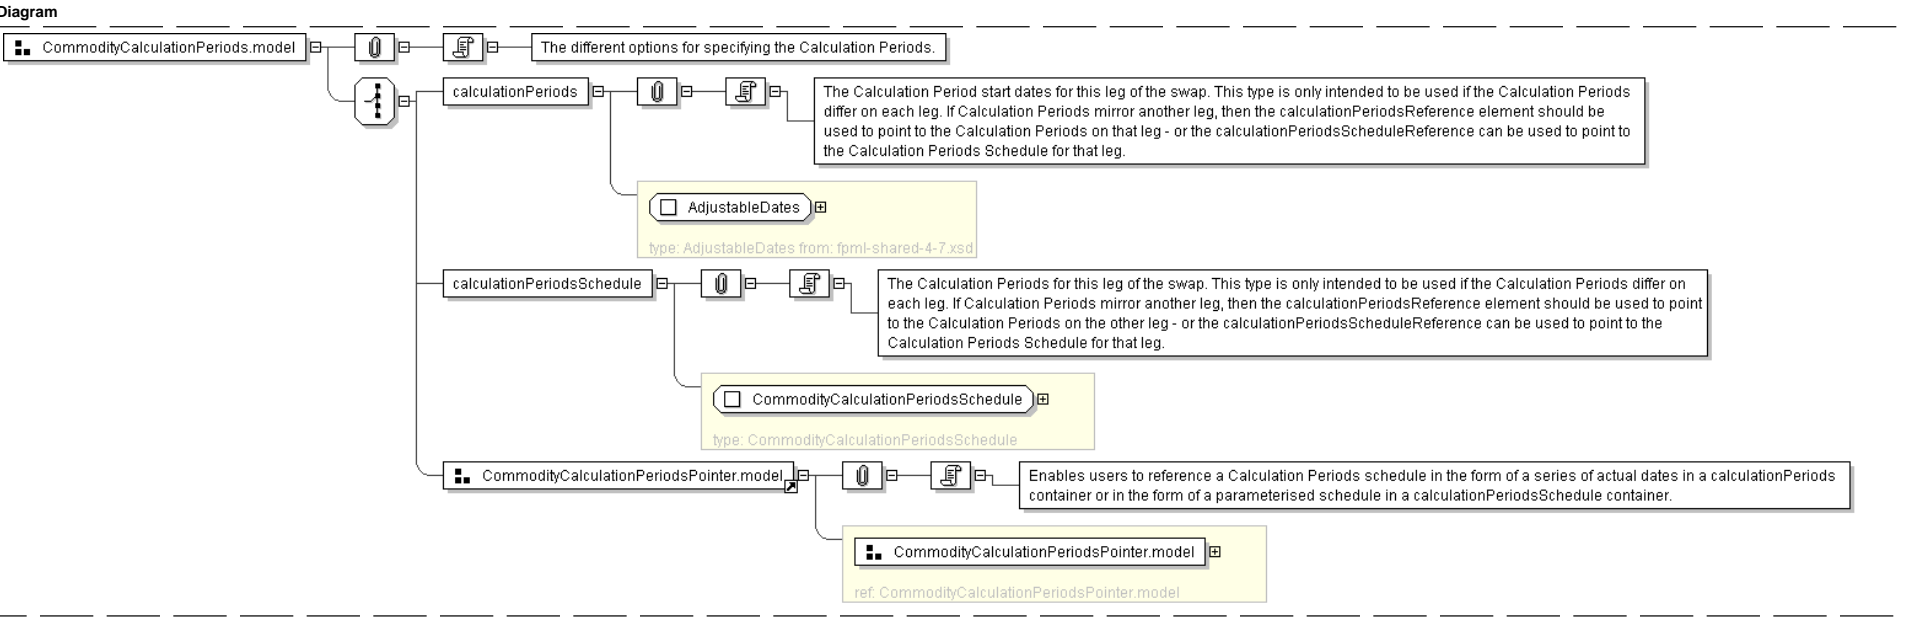 Diagram
CommodityCalculationPeriods.model
The different options for specifying the Calculation Periods.
calculationPeriods
The Calculation Period start dates for this leg of the swap. This type is only intended to be used if the Calculation Periods
differ on each leg. If Calculation Periods mirror another leg, then the calculationPeriodsReference element should be
used to point to the Calculation Periods on that leg - or the calculationPeriodsScheduleReference can be used to point to
the Calculation Periods Schedule for that leg.
AdjustableDates
type: AdjustableDates from: fpml-shared-4-7.xsd
calculationPeriodsSchedule
The Calculation Periods for this leg of the swap. This type is only intended to be used if the Calculation Periods differ on
each leg. If Calculation Periods mirror another leg, then the calculationPeriodsReference element should be used to point
to the Calculation Periods on the other leg - or the calculationPeriodsScheduleReference can be used to point to the
Calculation Periods Schedule for that leg.
CommodityCalculationPeriodsSchedule
type: CommodityCalculationPeriodsSchedule
CommodityCalculationPeriodsPointer.model
Enables users to reference a Calculation Periods schedule in the form of a series of actual dates in a calculationPeriods
container or in the form of a parameterised schedule in a calculationPeriodsSchedule container.
CommodityCalculationPeriodsPointer.model
ref: CommodityCalculationPeriodsPointer.model